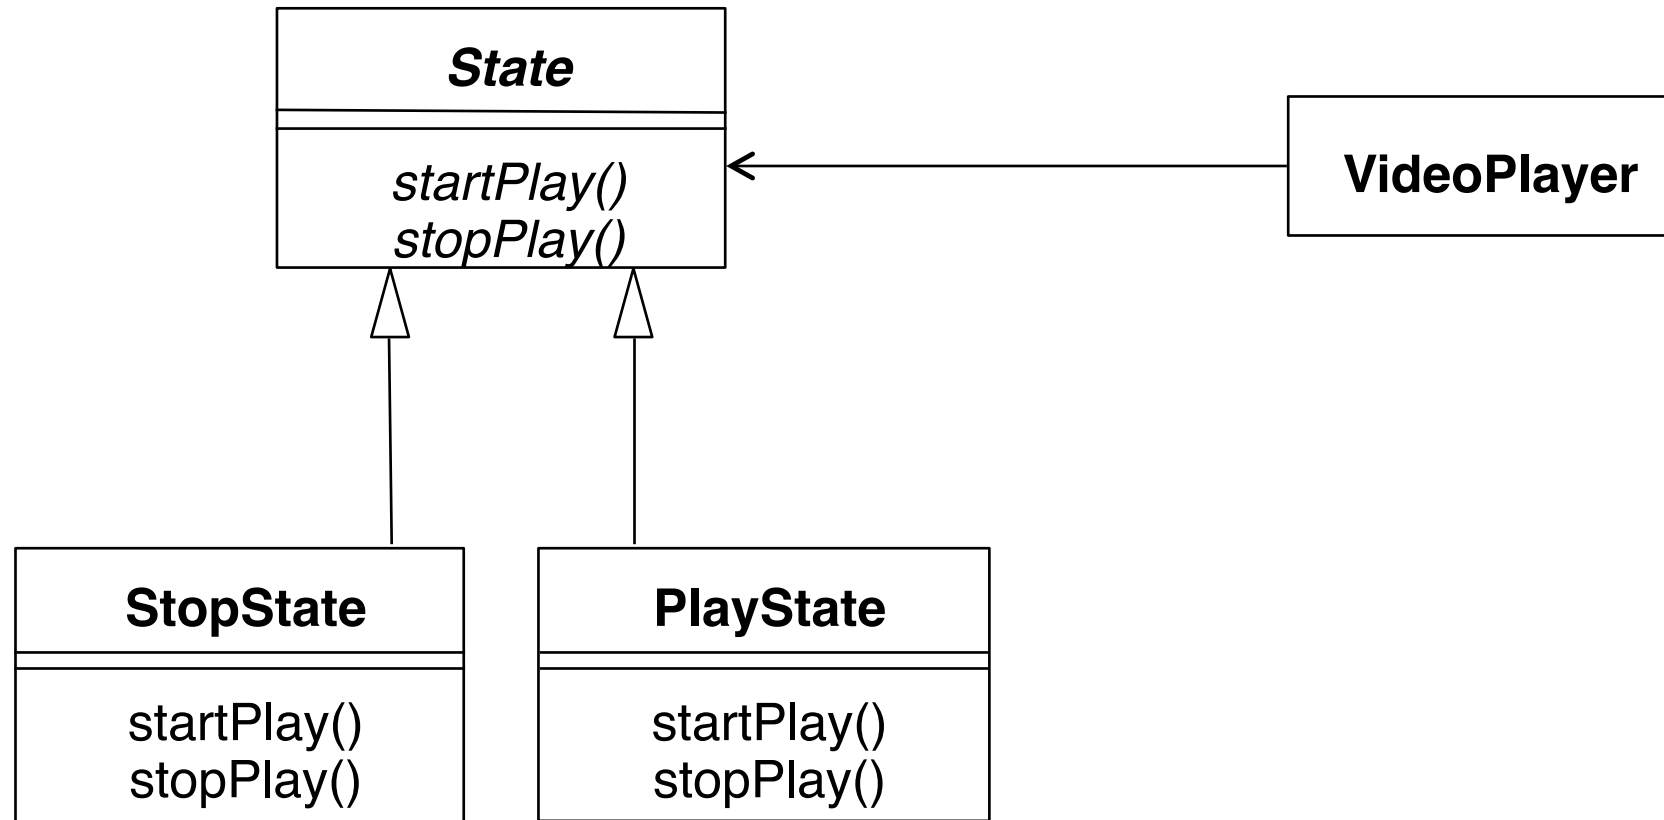 State
startPlay()
stopPlay()
VideoPlayer
StopState
startPlay()
stopPlay()
PlayState
startPlay()
stopPlay()